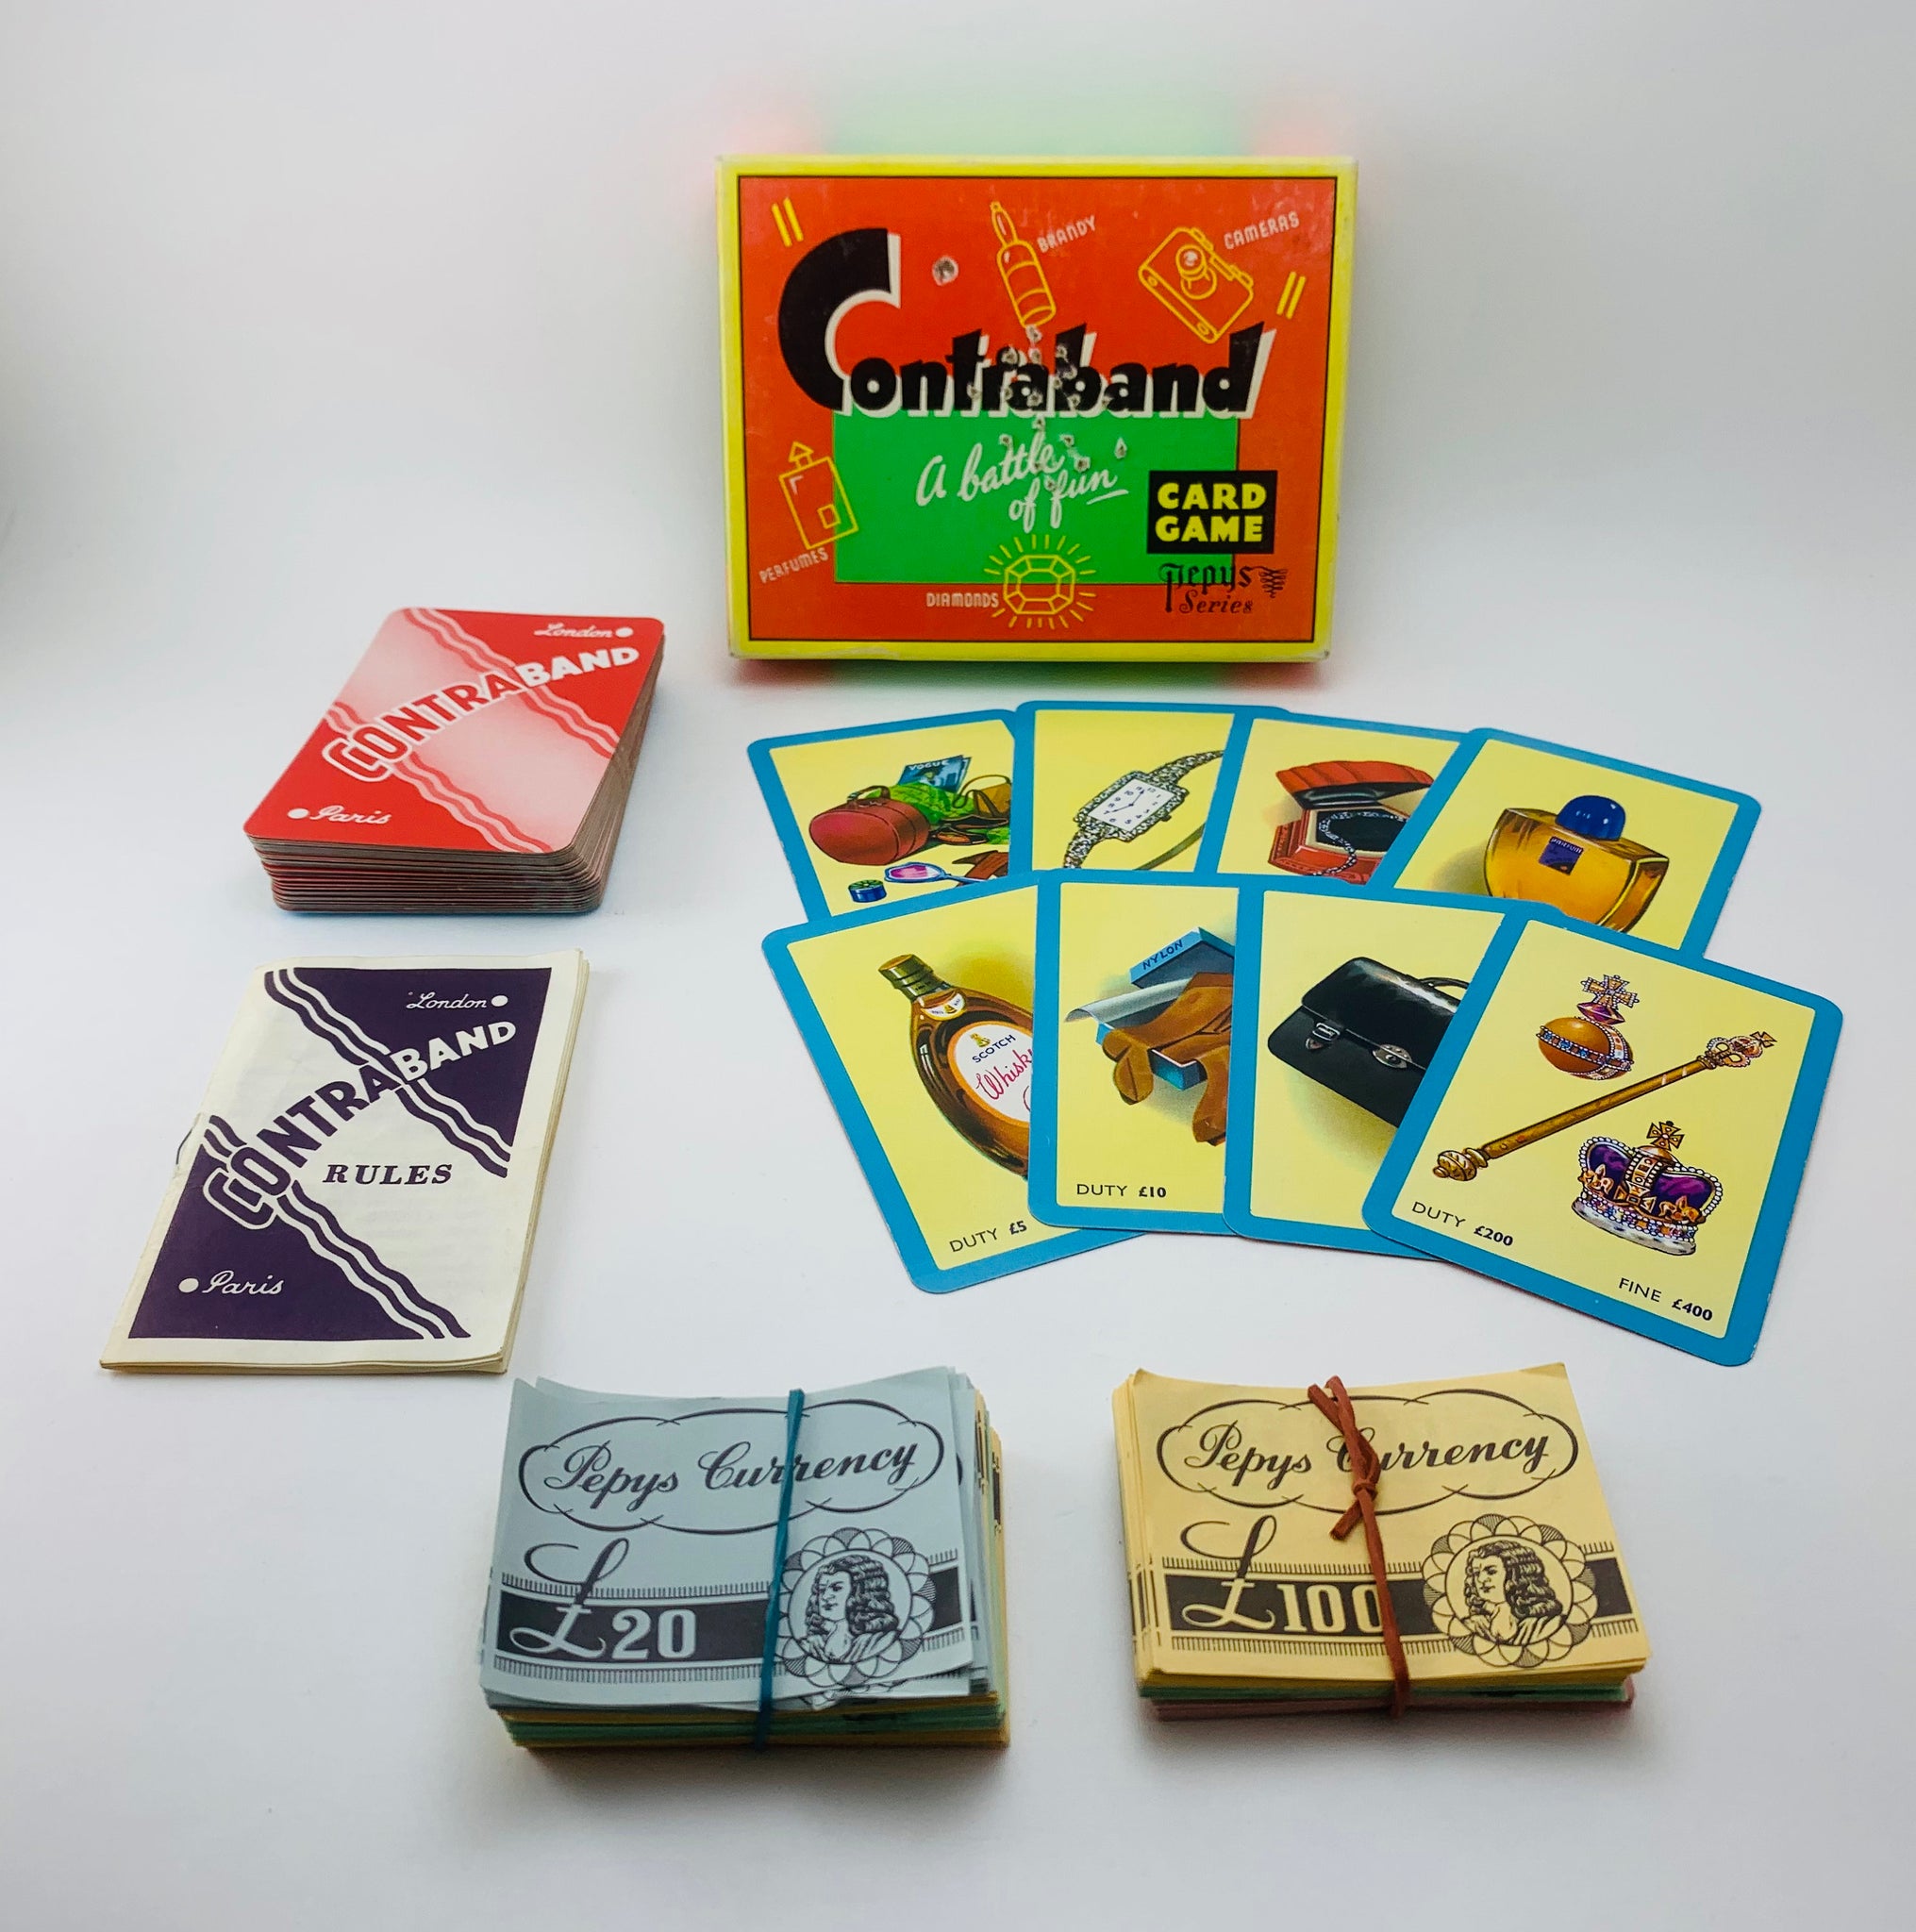 BRANDY
CAMERAS
Contraband
A battle
of fun
CARD
GAME
PERFUMES
DIAMONDS
Pepys
Series
London
CONTRABAND
Paris
VOGUE
London
CONTRABAND
RULES
Paris
SCOTCH
NYLON
DUTY £5
DUTY £10
DUTY £200
FINE £400
Pepys Currency
£20
Pepys Currency
£100